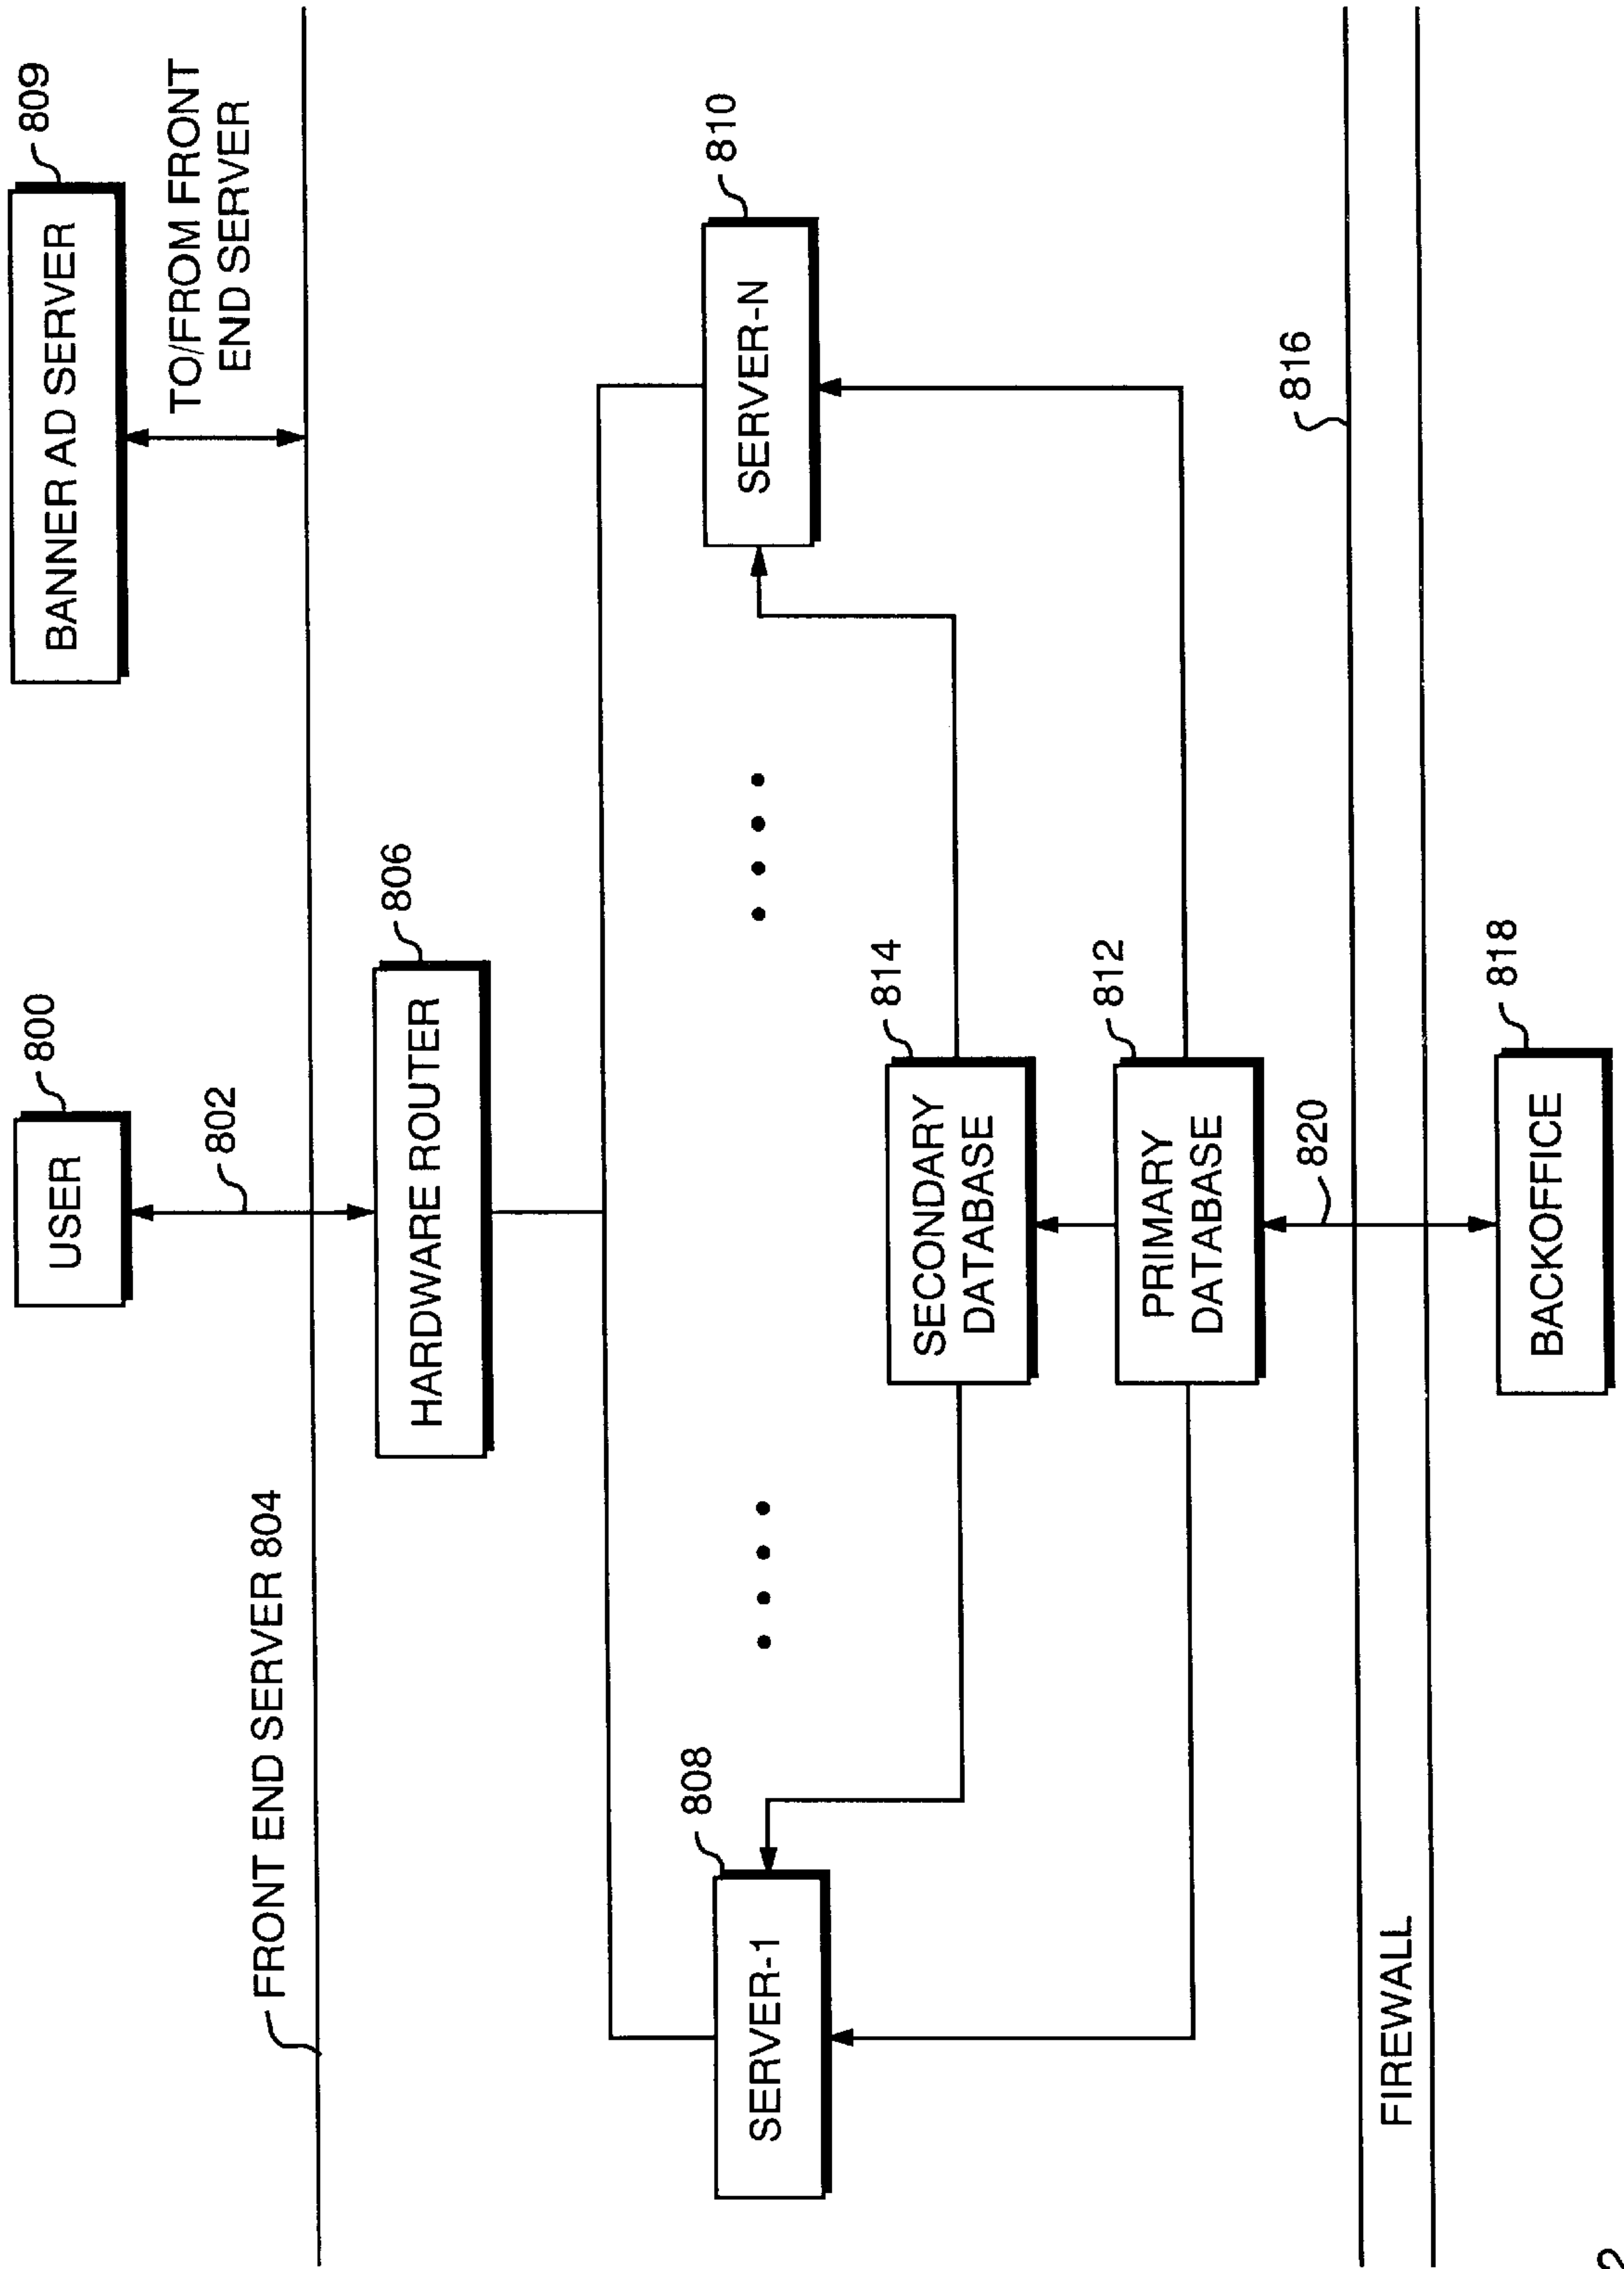 USER
800
BANNER AD SERVER
809
802
TO/FROM FRONT
END SERVER
FRONT END SERVER 804
HARDWARE ROUTER
806
SERVER-1
808
SERVER-N
810
SECONDARY
DATABASE
814
PRIMARY
DATABASE
812
820
816
FIREWALL
BACKOFFICE
818